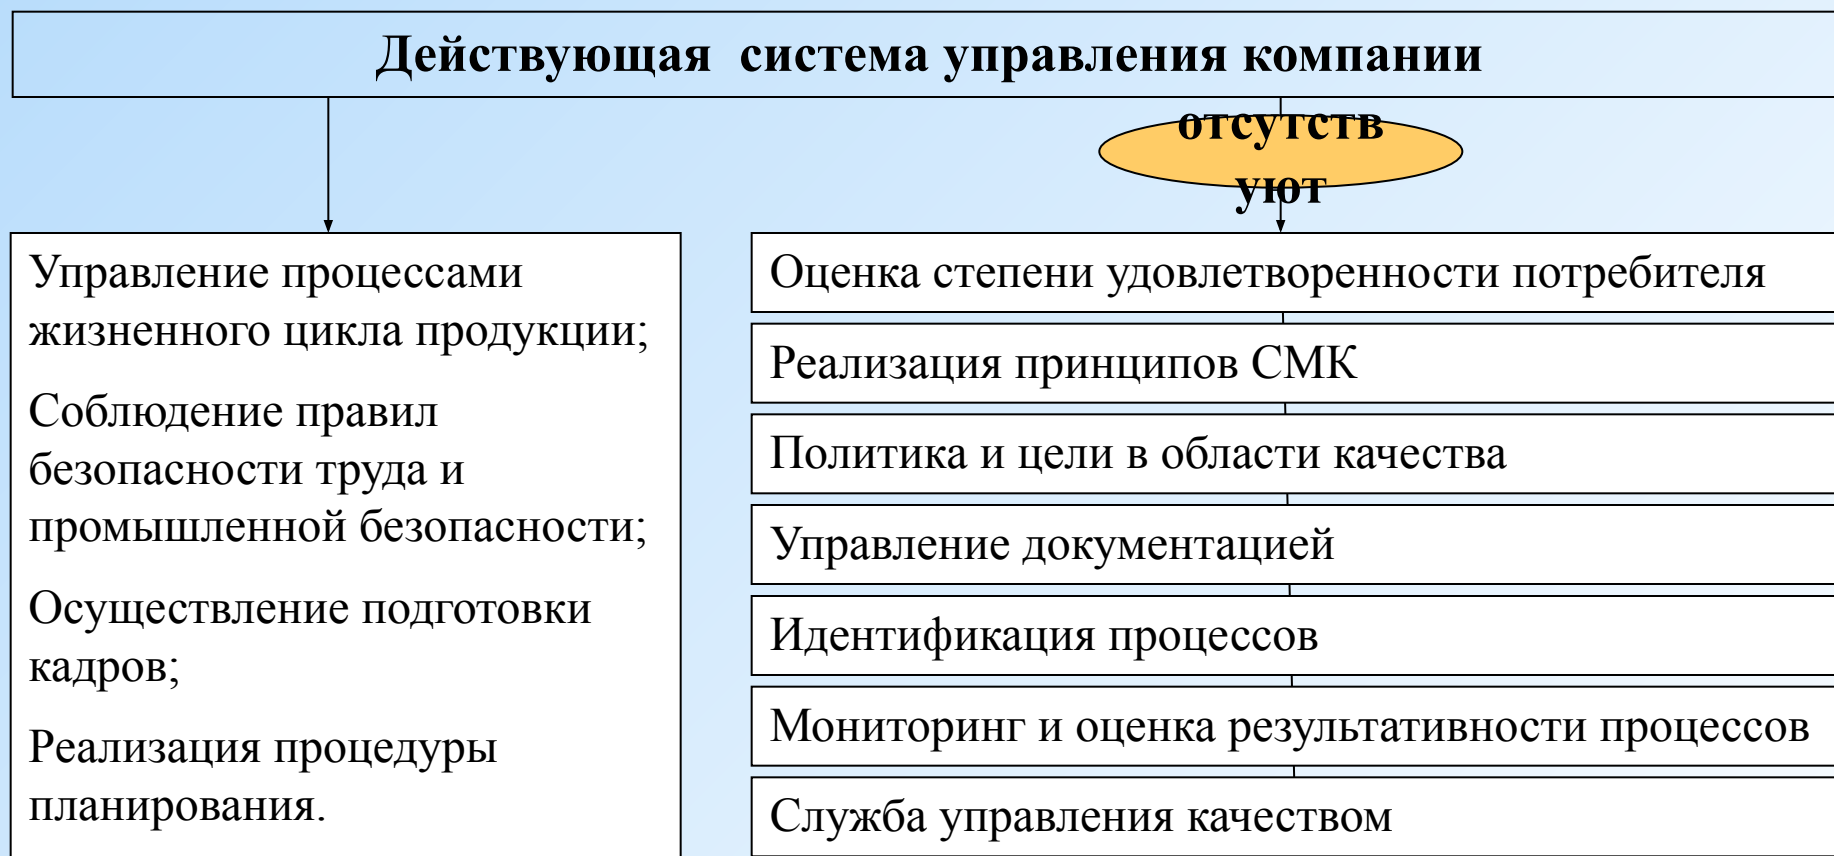 Действующая система управления компании
отсутств
уют
Управление процессами
жизненного цикла продукции;
Соблюдение правил
безопасности труда и
промышленной безопасности;
Осуществление подготовки
кадров;
Реализация процедуры
планирования.
Оценка степени удовлетворенности потребителя
Реализация принципов СМК
Политика и цели в области качества
Управление документацией
Идентификация процессов
Мониторинг и оценка результативности процессов
Служба управления качеством